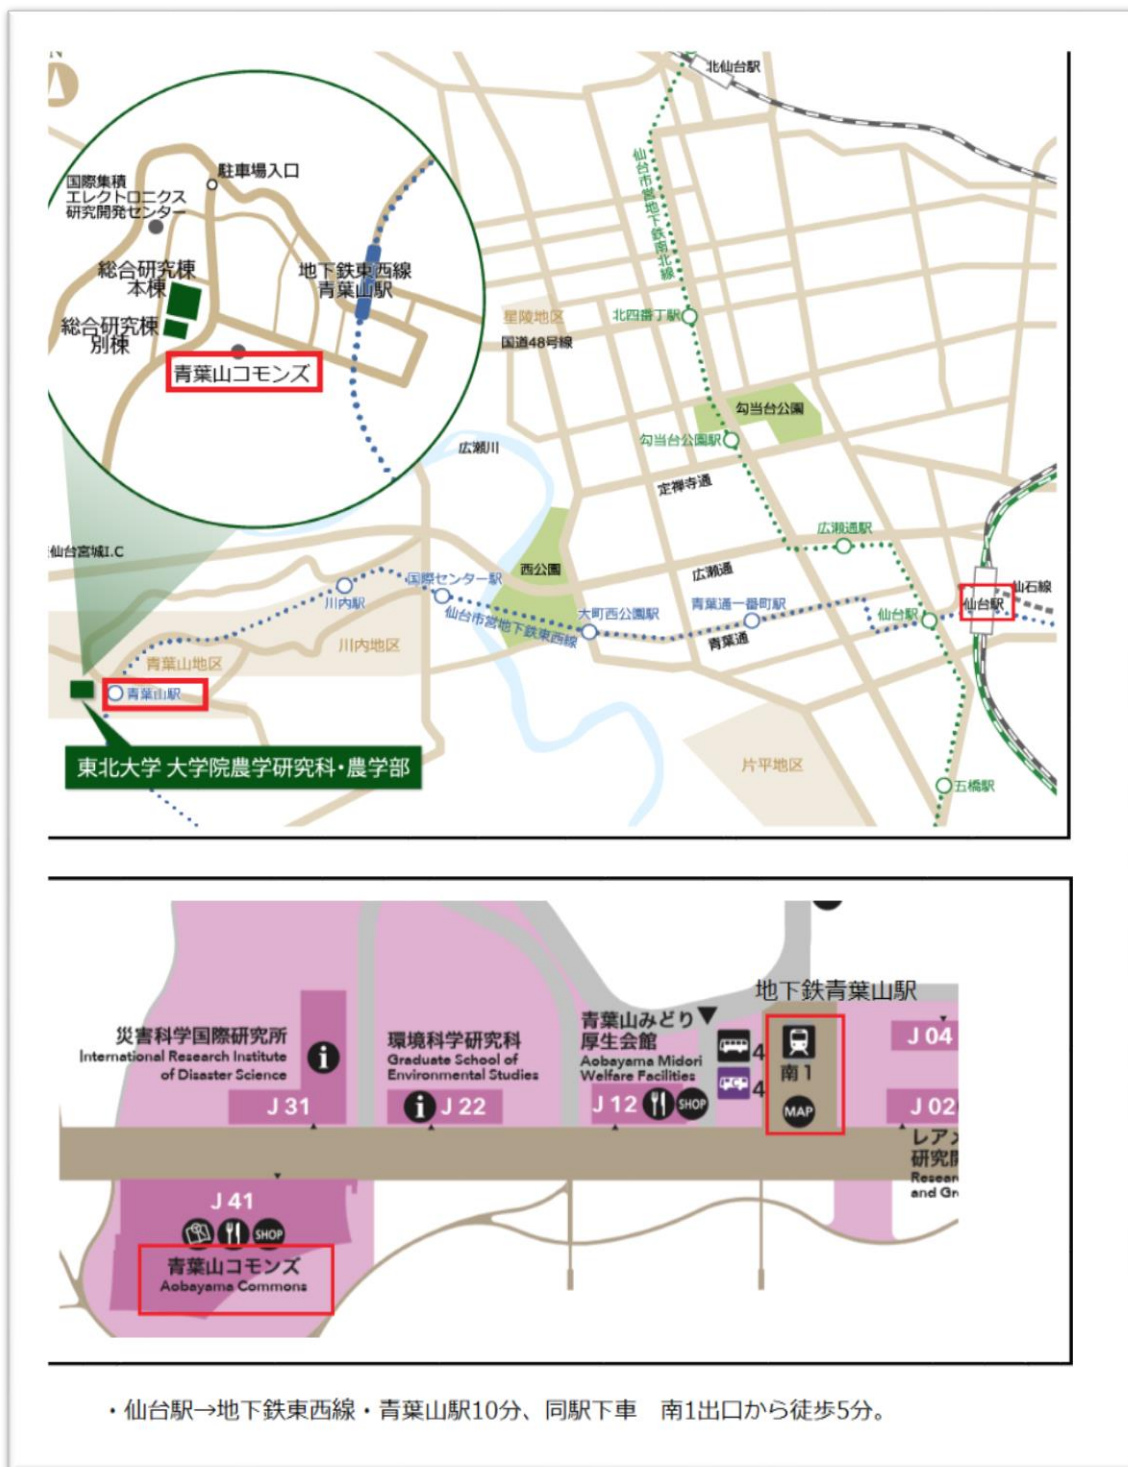 N
北仙台駅
仙台市営地下鉄南北線
駐車場入口
国際集積
エレクトロニクス
研究開発センター
総合研究棟
本棟
総合研究棟
別棟
地下鉄東西線
青葉山駅
青葉山コモンズ
星陵地区
国道48号線
北四番丁駅
勾当台公園
勾当台公園駅
広瀬川
定禅寺通
広瀬通駅
仙台宮城I.C
西公園
広瀬通
国際センター駅
川内駅
仙台市営地下鉄東西線
大町西公園駅
青葉通一番町駅
青葉通
仙台駅
仙台駅
仙石線
川内地区
青葉山地区
青葉山駅
東北大学 大学院農学研究科・農学部
片平地区
五橋駅
地下鉄青葉山駅
災害科学国際研究所
International Research Institute
of Disaster Science
J 31
環境科学研究科
Graduate School of
Environmental Studies
J 22
青葉山みどり
厚生会館
Aobayama Midori
Welfare Facilities
J 12
SHOP
4
4
南1
MAP
J 04
J 02
レアメ
研究開
Resear
and Gr
J 41
SHOP
青葉山コモンズ
Aobayama Commons
・仙台駅→地下鉄東西線・青葉山駅10分、同駅下車　南1出口から徒歩5分。